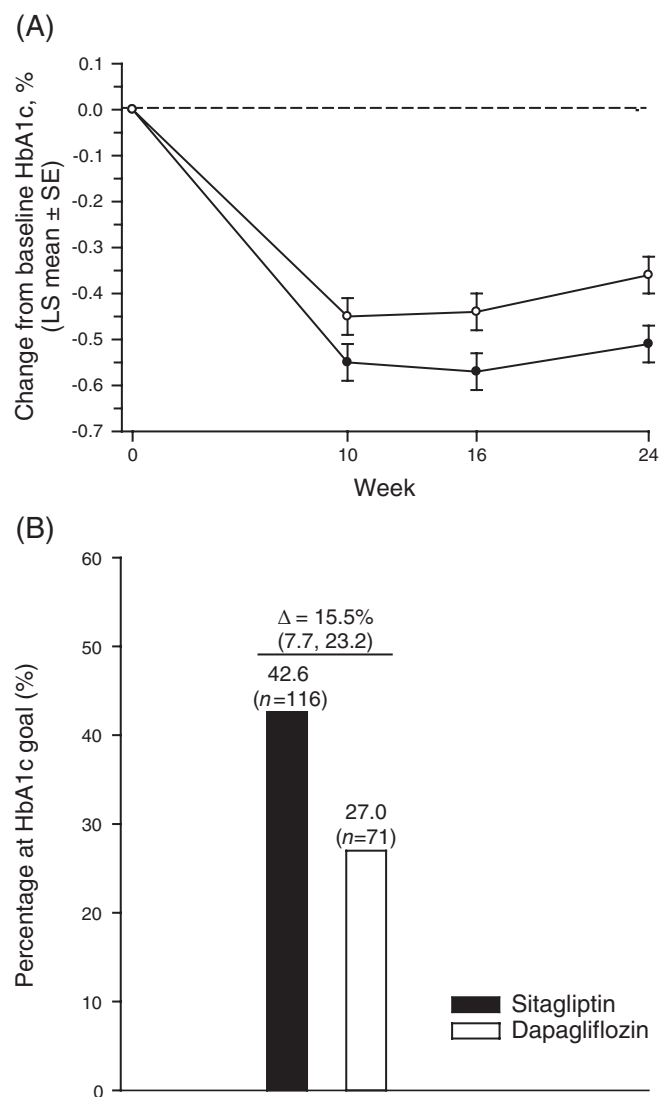 (A)
Change from baseline HbA1c, %
(LS mean ± SE)
0.1
0.0
-0.1
-0.2
-0.3
-0.4
-0.5
-0.6
-0.7
0
10
16
24
Week
(B)
Percentage at HbA1c goal (%)
60
50
40
30
20
10
0
Δ = 15.5%
(7.7, 23.2)
42.6
(n=116)
27.0
(n=71)
Sitagliptin
Dapagliflozin